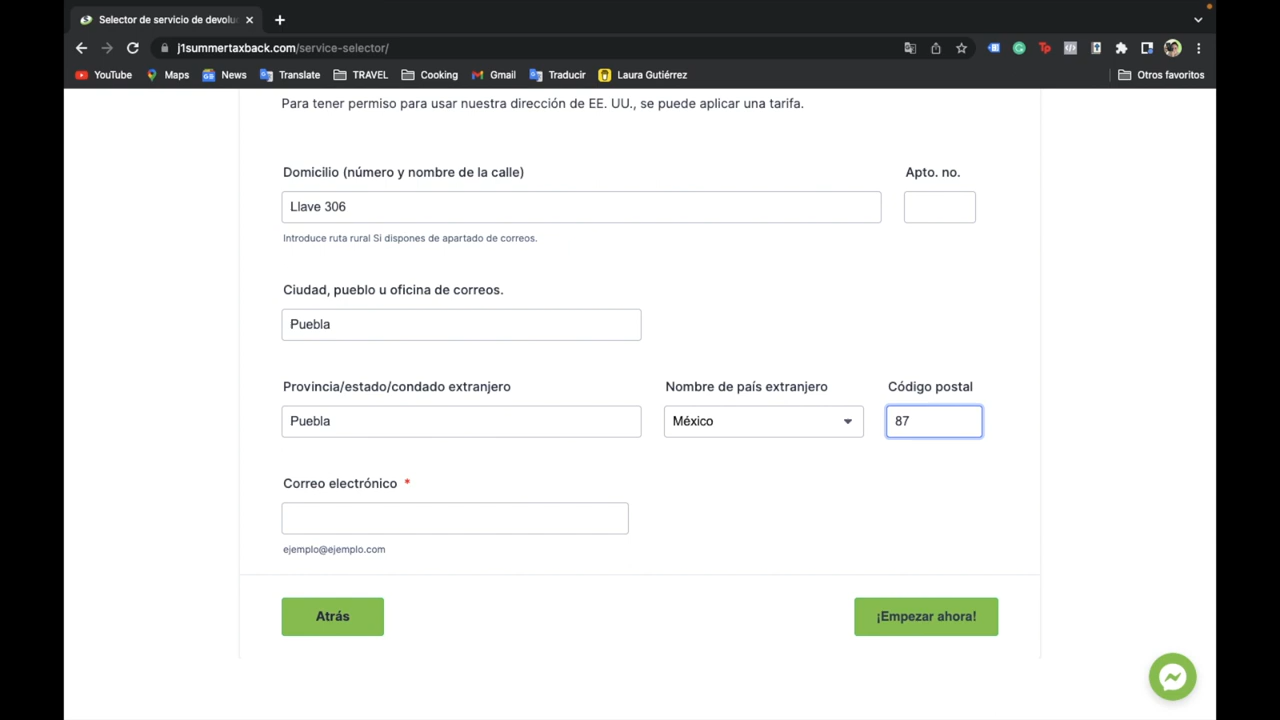 Selector de servicio de devolu
j1summertaxback.com/service-selector/
YouTube Maps News Translate TRAVEL Cooking Gmail Traducir Laura Gutiérrez Otros favoritos
Para tener permiso para usar nuestra dirección de EE. UU., se puede aplicar una tarifa.
Domicilio (número y nombre de la calle) Apto. no.
Llave 306
Introduce ruta rural Si dispones de apartado de correos.
Ciudad, pueblo u oficina de correos.
Puebla
Provincia/estado/condado extranjero Nombre de país extranjero Código postal
Puebla México 87
Correo electrónico *
ejemplo@ejemplo.com
Atrás ¡Empezar ahora!